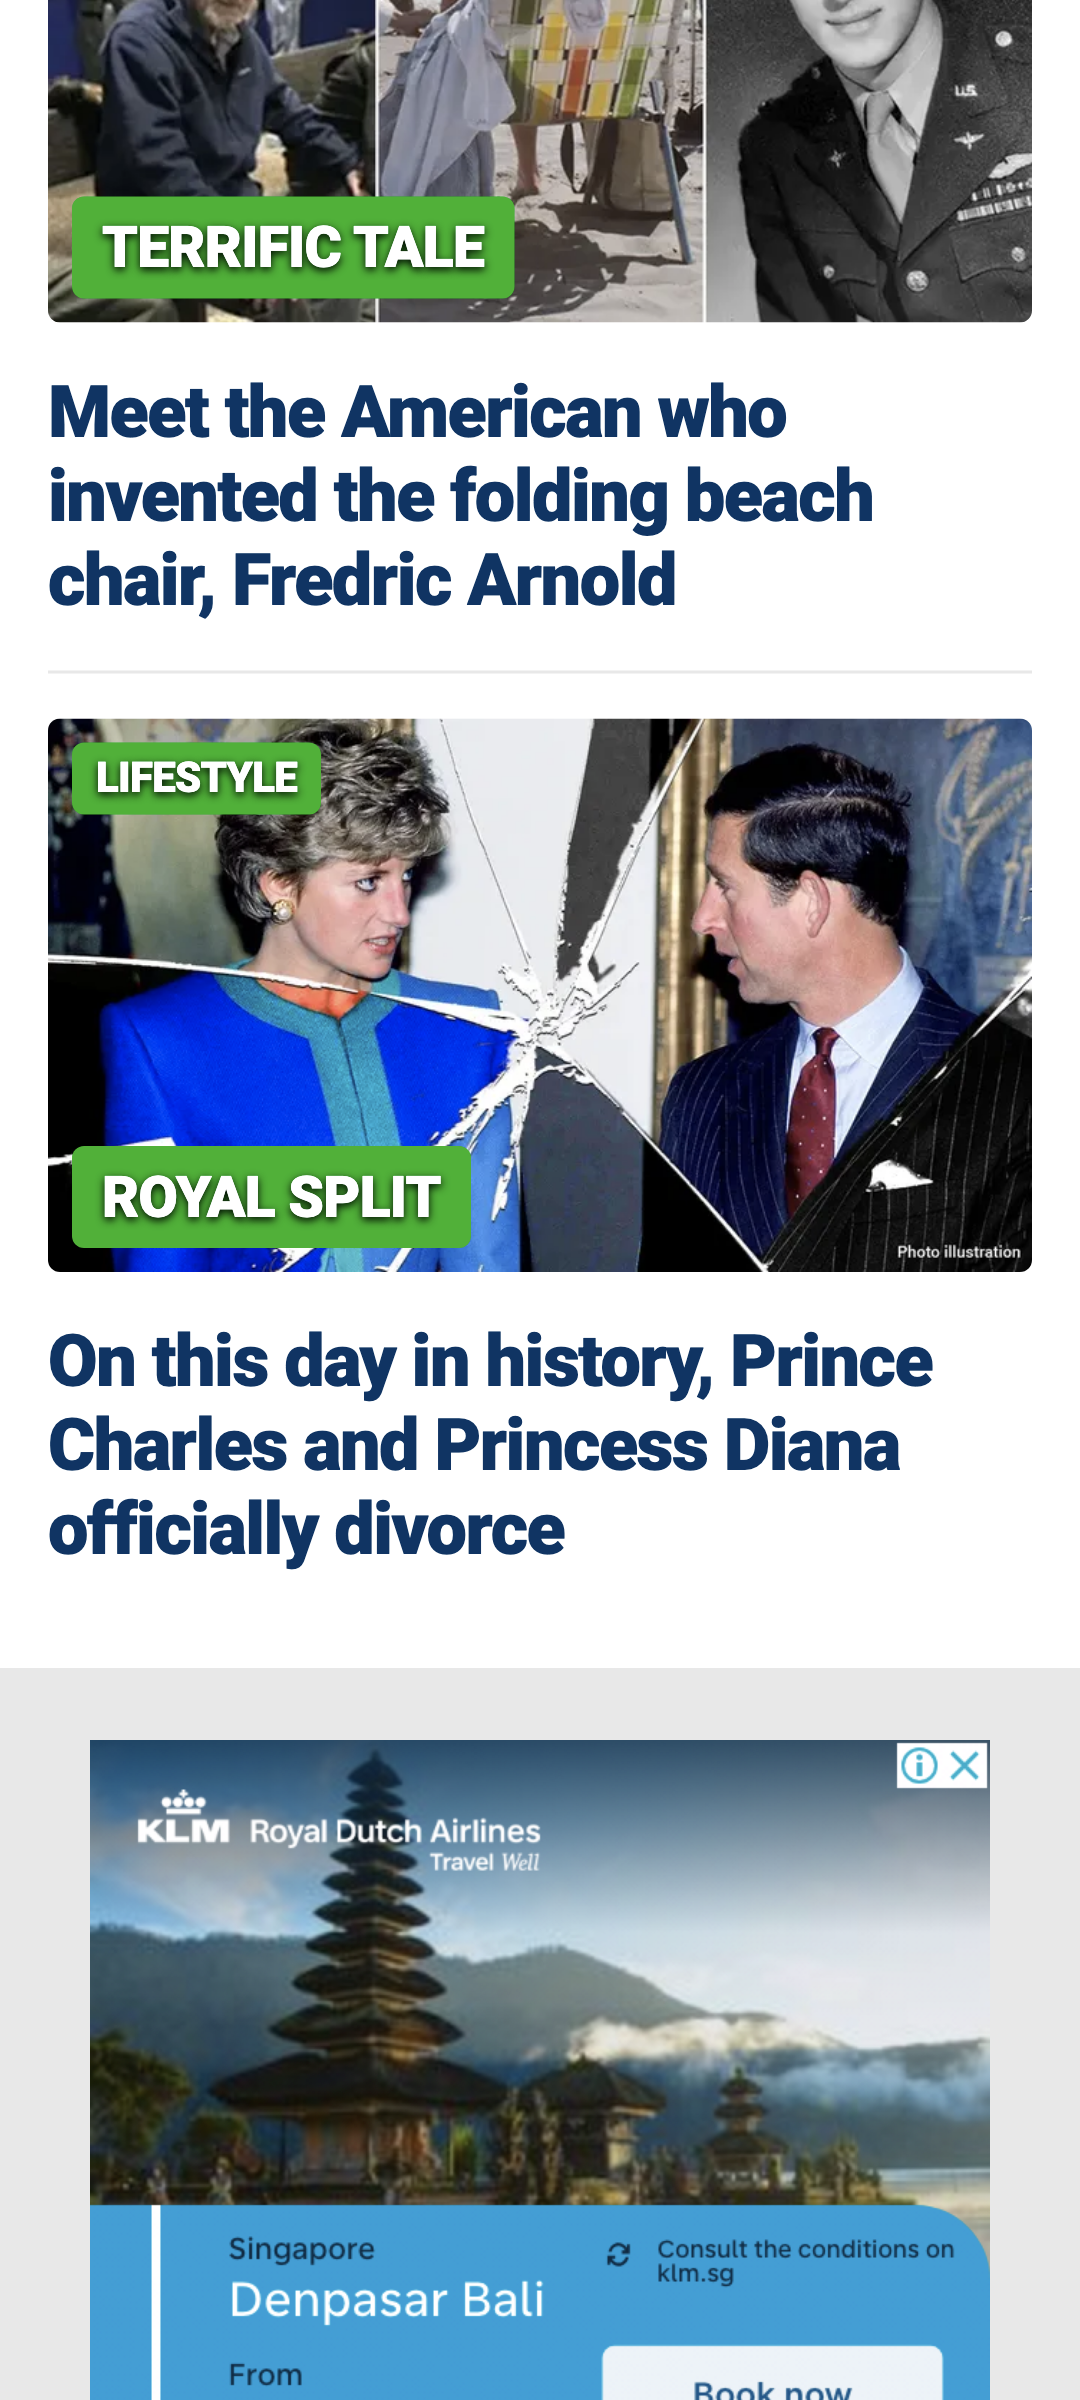 U.S.
TERRIFIC TALE
Meet the American who
invented the folding beach
chair, Fredric Arnold
LIFESTYLE
ROYAL SPLIT
Photo illustration
On this day in history, Prince
Charles and Princess Diana
officially divorce
KLM Royal Dutch Airlines
Travel Well
Singapore
Denpasar Bali
Consult the conditions on
klm.sg
From
Book now